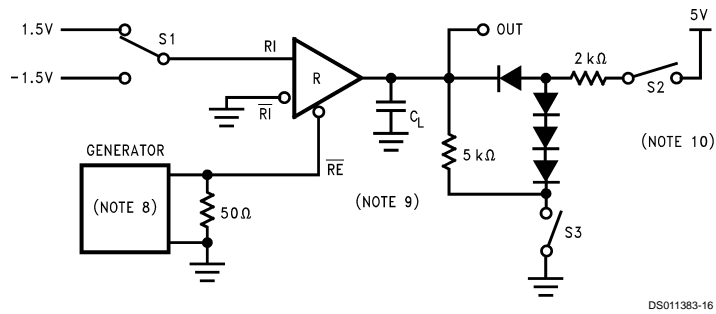 1.5V
S1
-1.5V
RI
R
RI
RE
OUT
C_L
5V
2 kΩ
S2
(NOTE 10)
5 kΩ
GENERATOR
(NOTE 8)
50Ω
(NOTE 9)
S3
DS011383-16